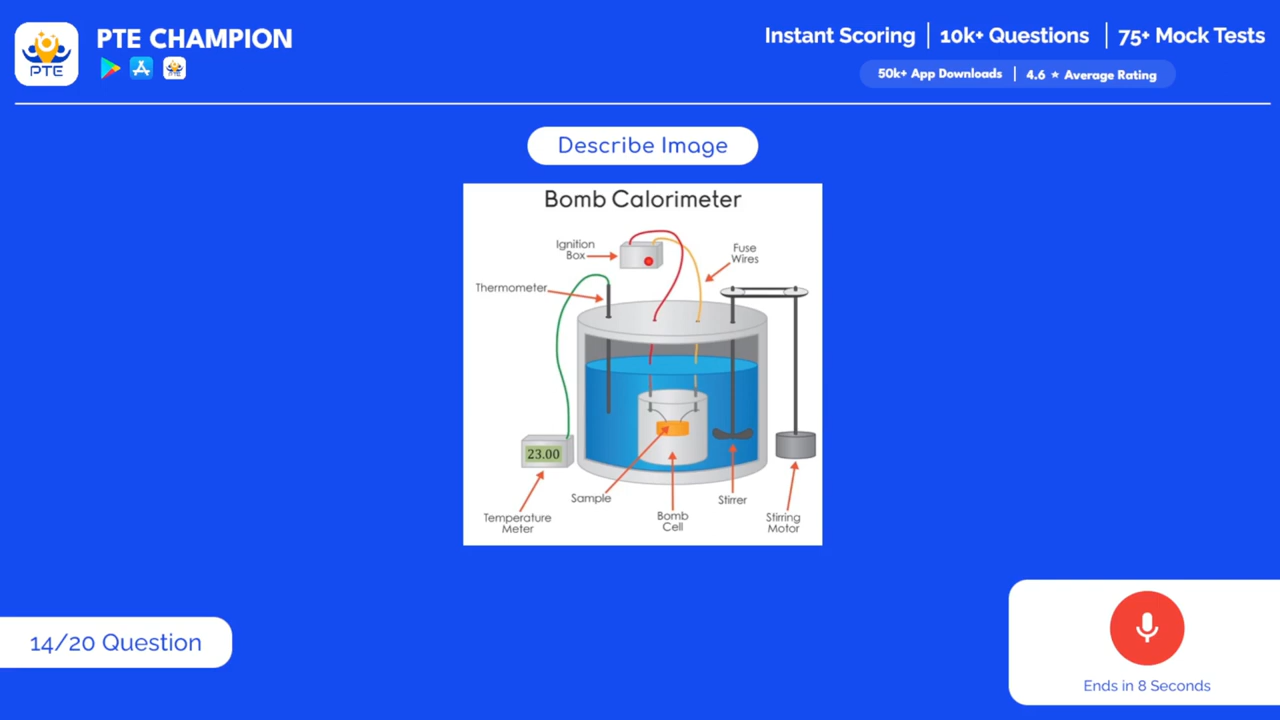 PTE CHAMPION
PTE
PTE
Instant Scoring | 10k+ Questions | 75+ Mock Tests
50k+ App Downloads | 4.6 ★ Average Rating
Describe Image
Bomb Calorimeter
Ignition
Box
Fuse
Wires
Thermometer
23.00
Sample
Stirrer
Temperature
Meter
Bomb
Cell
Stirring
Motor
14/20 Question
Ends in 8 Seconds